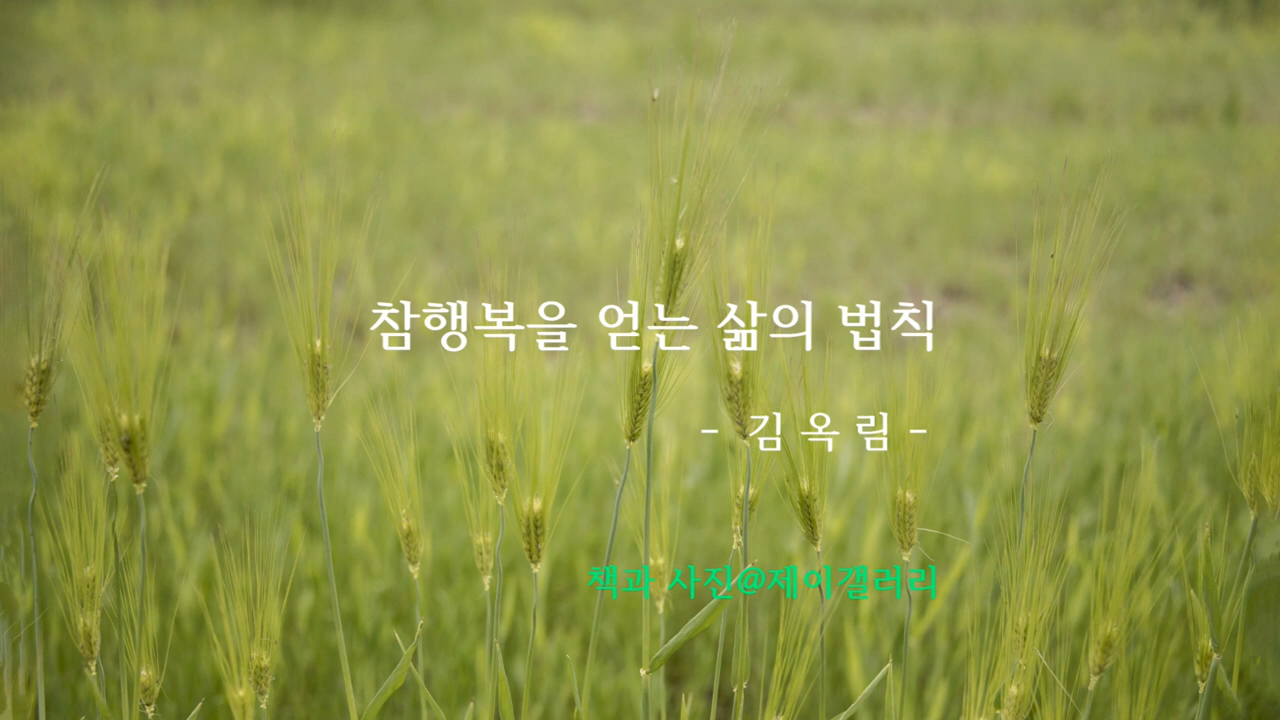 참행복을 얻는 삶의 법칙
- 김 옥 림 -
책과 사진@제이갤러리